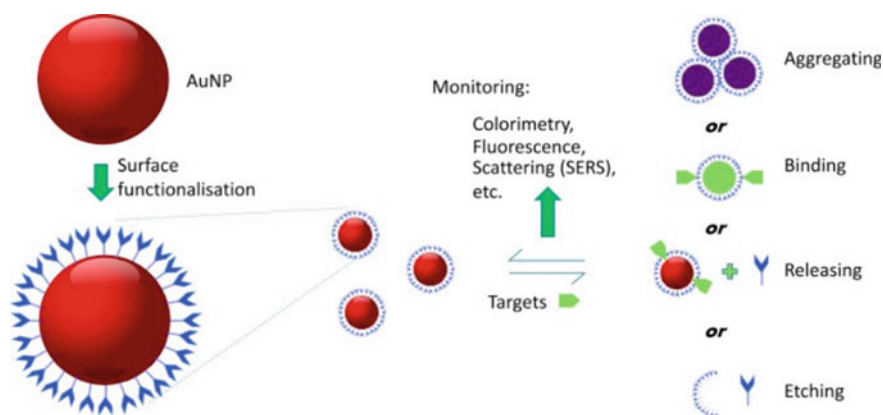 AuNP
Surface
functionalisation
Monitoring:
Colorimetry,
Fluorescence,
Scattering (SERS),
etc.
Targets
Aggregating
or
Binding
or
Releasing
or
Etching